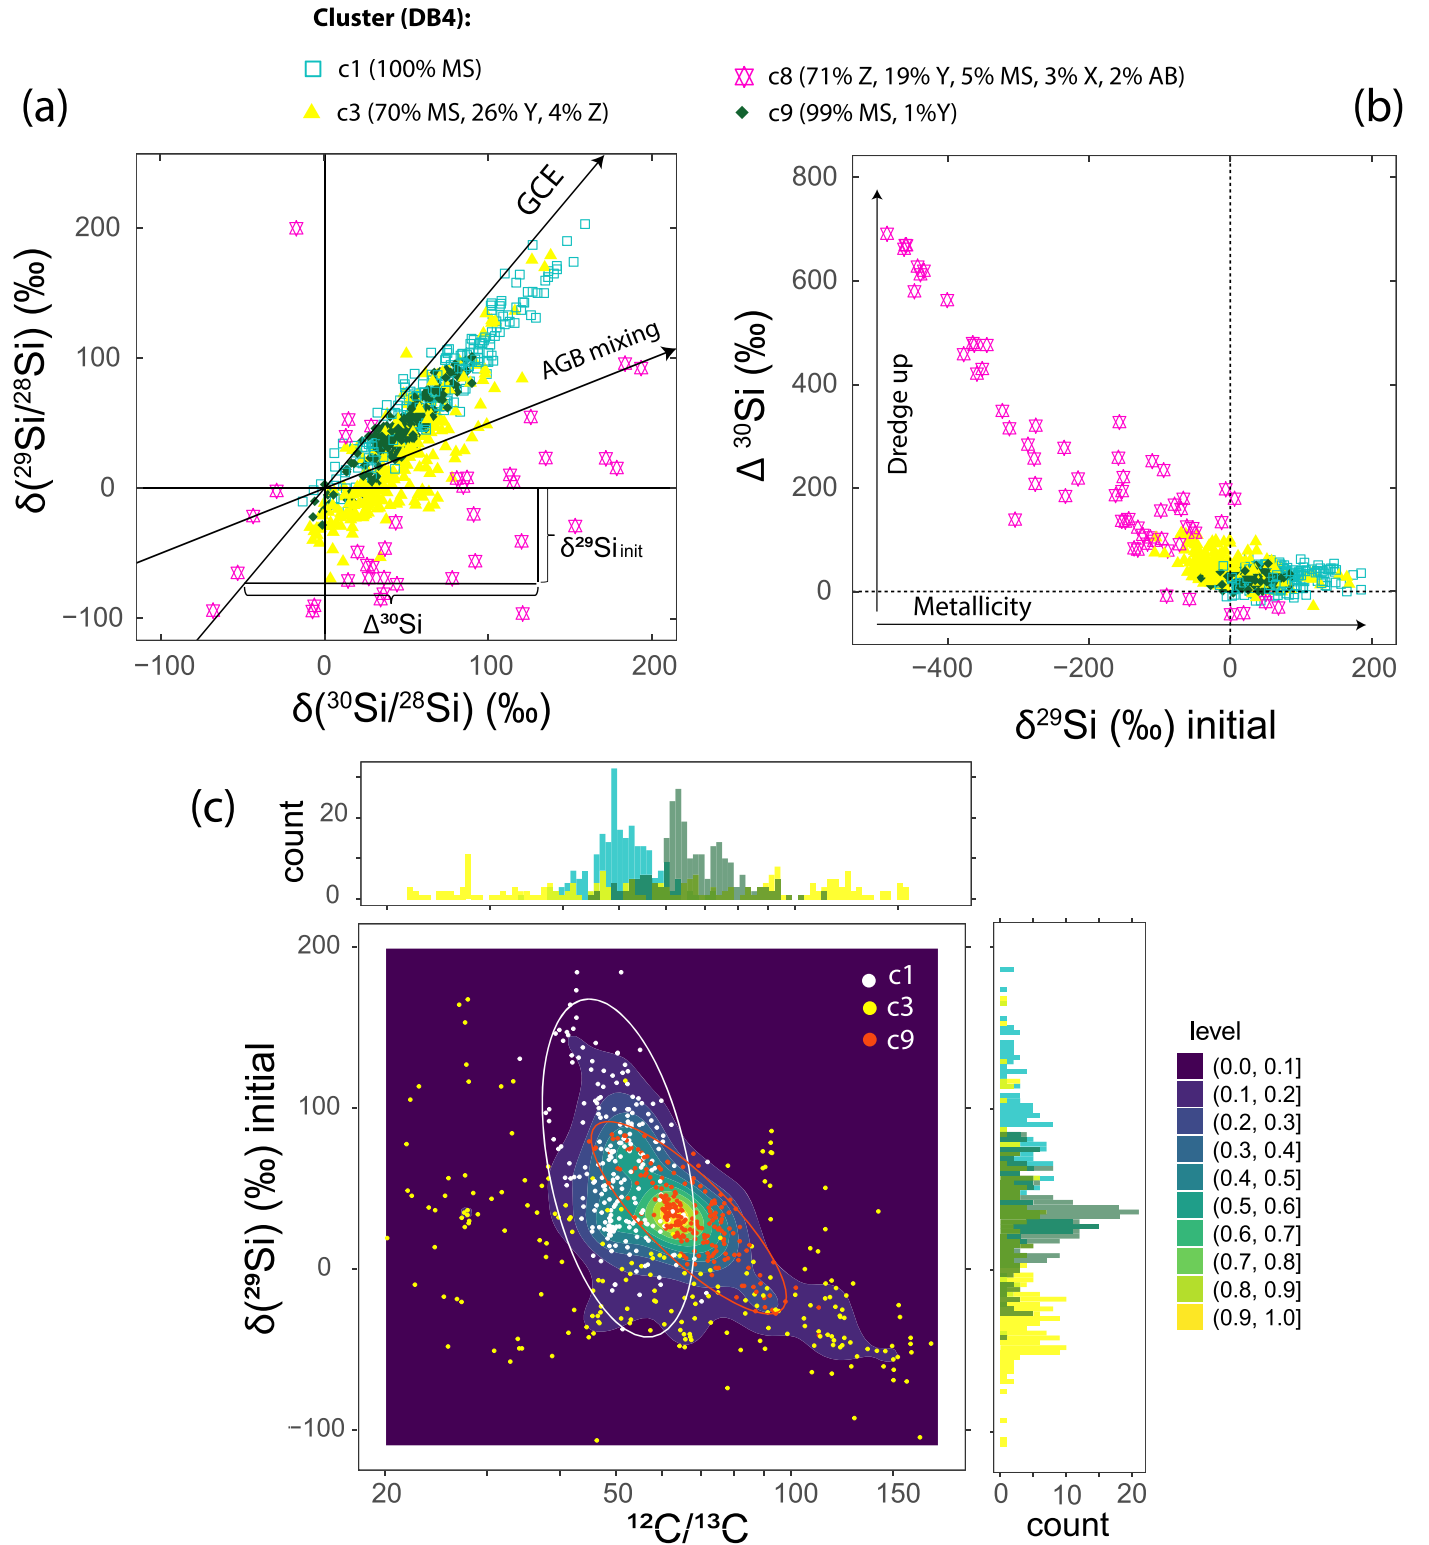 Cluster (DB4):
c1 (100% MS)
c3 (70% MS, 26% Y, 4% Z)
c8 (71% Z, 19% Y, 5% MS, 3% X, 2% AB)
c9 (99% MS, 1%Y)
(a)
(b)
GCE
AGB mixing
δ²⁹Si init
Δ³⁰Si
200
100
0
−100
δ(²⁹Si/²⁸Si) (‰)
−100
0
100
200
δ(³⁰Si/²⁸Si) (‰)
800
600
400
200
0
Δ ³⁰Si (‰)
Dredge up
Metallicity
−400
−200
0
200
δ²⁹Si (‰) initial
(c)
count
20
0
200
100
0
−100
δ(²⁹Si) (‰) initial
c1
c3
c9
20
50
100
150
¹²C/¹³C
0
10
20
count
level
(0.0, 0.1]
(0.1, 0.2]
(0.2, 0.3]
(0.3, 0.4]
(0.4, 0.5]
(0.5, 0.6]
(0.6, 0.7]
(0.7, 0.8]
(0.8, 0.9]
(0.9, 1.0]